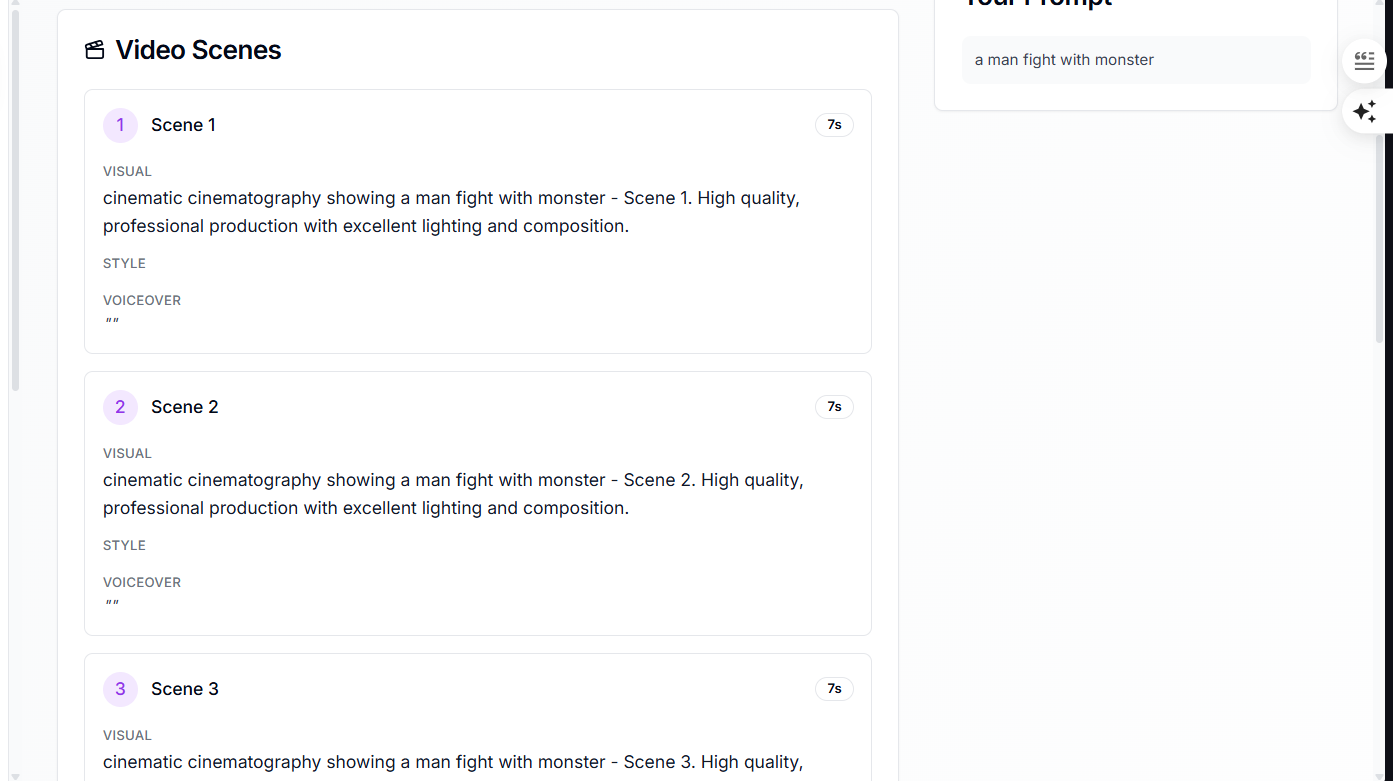 Video Scenes
1
Scene 1
7s
VISUAL
cinematic cinematography showing a man fight with monster - Scene 1. High quality,
professional production with excellent lighting and composition.
STYLE
VOICEOVER
""
2
Scene 2
7s
VISUAL
cinematic cinematography showing a man fight with monster - Scene 2. High quality,
professional production with excellent lighting and composition.
STYLE
VOICEOVER
""
3
Scene 3
7s
VISUAL
cinematic cinematography showing a man fight with monster - Scene 3. High quality,
Your Prompt
a man fight with monster